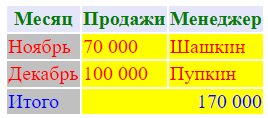 Месяц Продажи Менеджер
Ноябрь 70 000 Шашкин
Декабрь 100 000 Пупкин
Итого 170 000